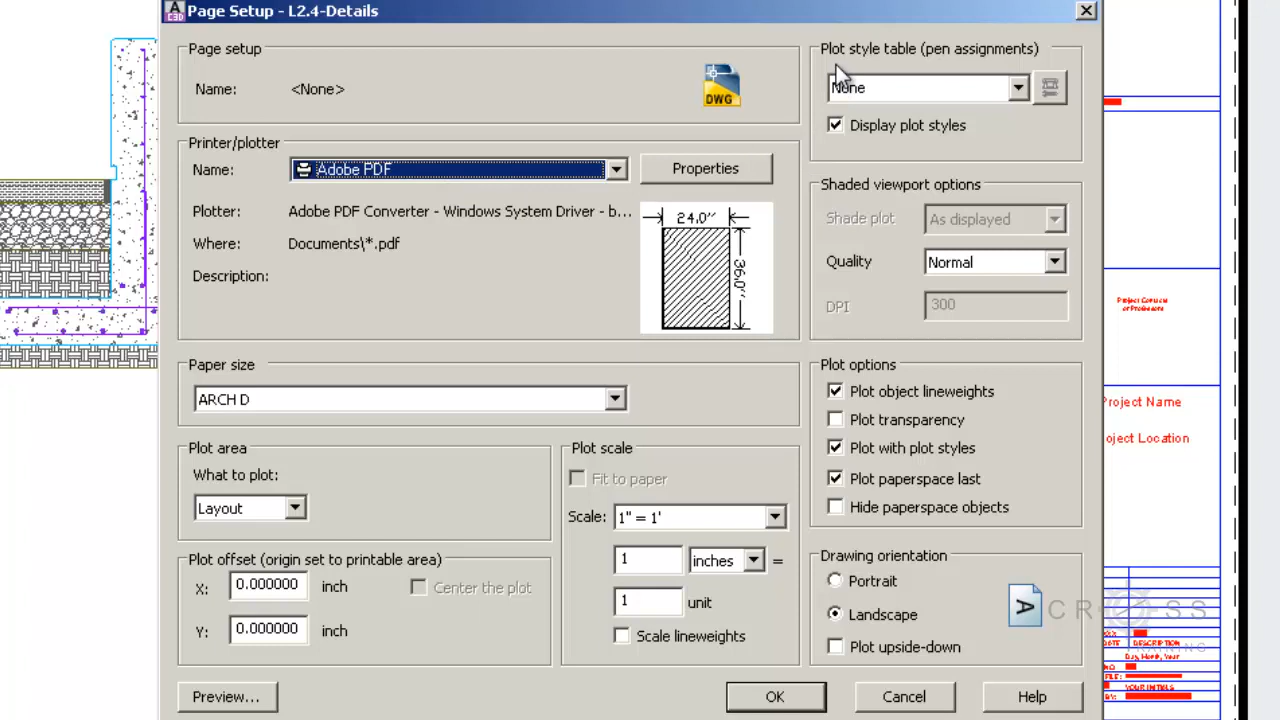 Page Setup - L2.4-Details
Page setup
Name: <None>
DWG
Printer/plotter
Name: Adobe PDF
Properties
Plotter: Adobe PDF Converter - Windows System Driver - b...
Where: Documents\*.pdf
Description:
24.0''
36.0''
Paper size
ARCH D
Plot area
What to plot:
Layout
Plot offset (origin set to printable area)
X: 0.000000 inch
Center the plot
Y: 0.000000 inch
Plot scale
Fit to paper
Scale: 1" = 1'
1 inches =
1 unit
Scale lineweights
Plot style table (pen assignments)
None
Display plot styles
Shaded viewport options
Shade plot As displayed
Quality Normal
DPI 300
Plot options
Plot object lineweights
Plot transparency
Plot with plot styles
Plot paperspace last
Hide paperspace objects
Drawing orientation
Portrait
Landscape
A
Plot upside-down
Preview...
OK
Cancel
Help
Project Name
oject Location
DESCRIPTION
YOUR INITIALS
CROSS
TRAINING